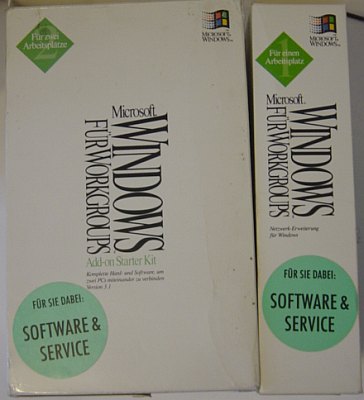 Für zwei
Arbeitsplätze
MICROSOFT
WINDOWS
Microsoft
WINDOWS
FÜR WORKGROUPS
Add-on Starter Kit
Komplette Hard- und Software, um
zwei PCs miteinander zu verbinden
Version 3.1
FÜR SIE DABEI:
SOFTWARE &
SERVICE
Für einen
Arbeitsplatz
1
MICROSOFT
WINDOWS
Microsoft
WINDOWS
FÜR WORKGROUPS
Netzwerk-Erweiterung
für Windows
FÜR SIE DABEI:
SOFTWARE &
SERVICE